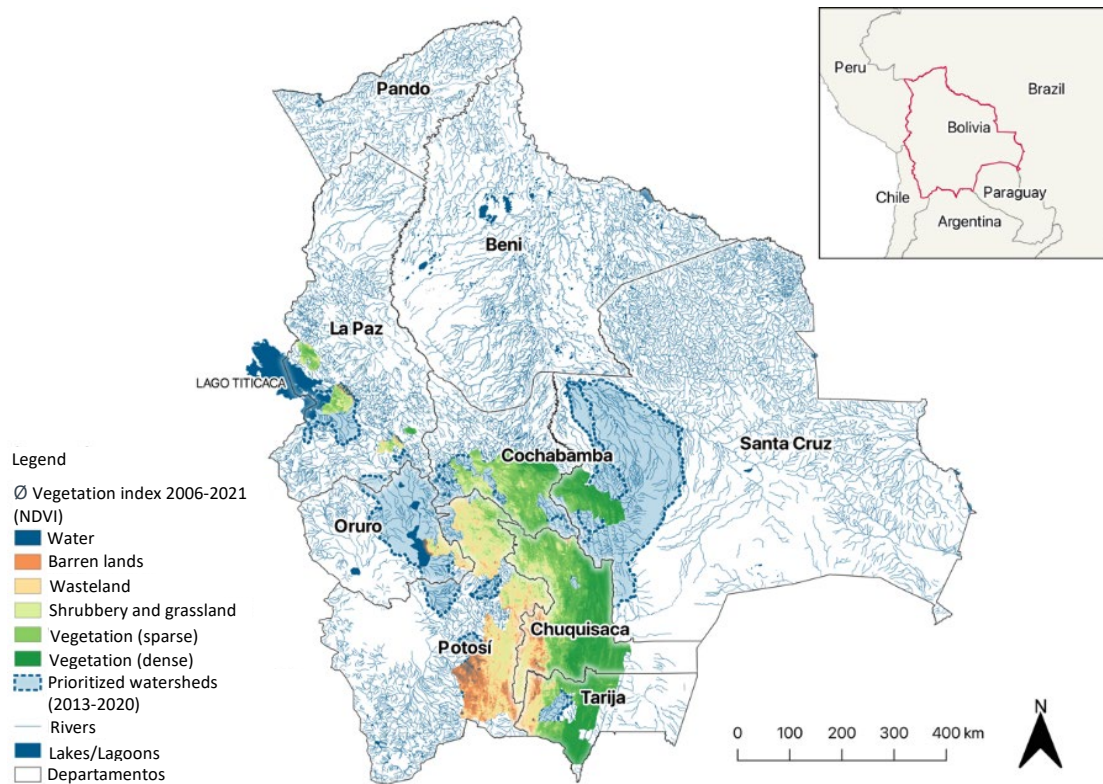 Pando
Beni
La Paz
LAGO TITICACA
Cochabamba
Santa Cruz
Oruro
Chuquisaca
Potosí
Tarija
Peru
Brazil
Bolivia
Chile
Paraguay
Argentina
Legend
Ø Vegetation index 2006-2021
(NDVI)
Water
Barren lands
Wasteland
Shrubbery and grassland
Vegetation (sparse)
Vegetation (dense)
Prioritized watersheds
(2013-2020)
Rivers
Lakes/Lagoons
Departamentos
0 100 200 300 400 km
N